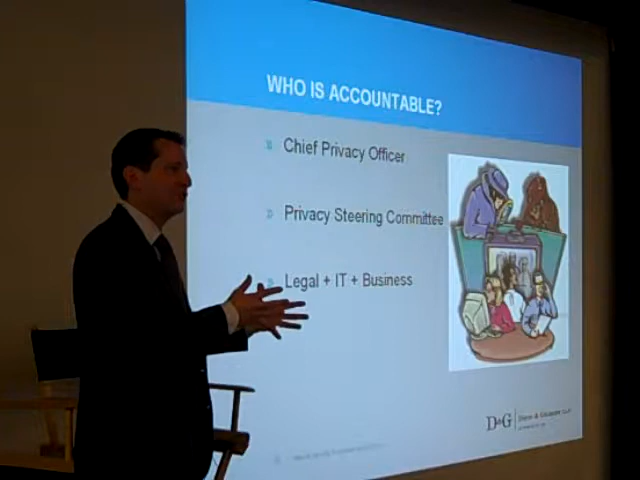 WHO IS ACCOUNTABLE?
» Chief Privacy Officer
» Privacy Steering Committee
» Legal + IT + Business
D&G